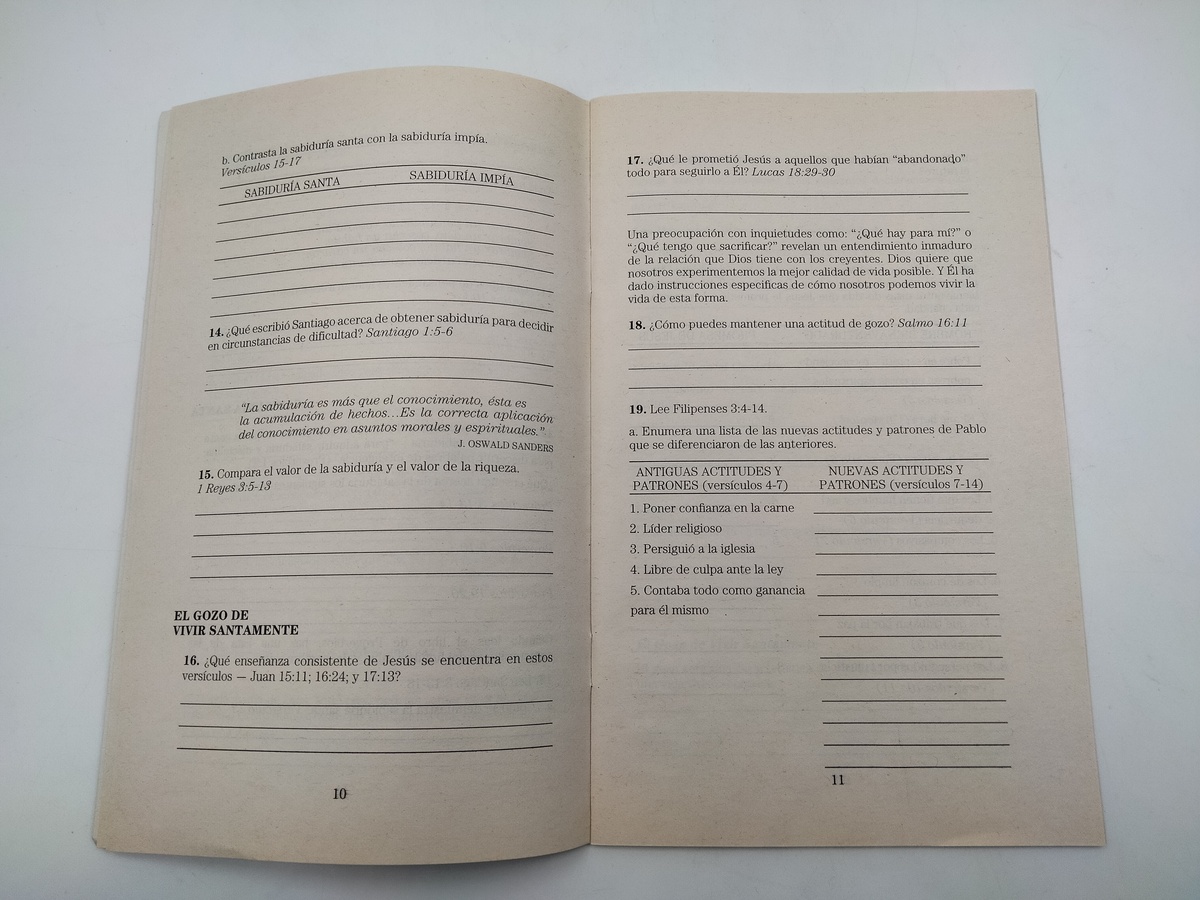 b. Contrasta la sabiduría santa con la sabiduría impía.
Versículos 15-17
SABIDURÍA SANTA SABIDURÍA IMPÍA
14. ¿Qué escribió Santiago acerca de obtener sabiduría para decidir
en circunstancias de dificultad? Santiago 1:5-6
"La sabiduría es más que el conocimiento, ésta es
la acumulación de hechos...Es la correcta aplicación
del conocimiento en asuntos morales y espirituales."
J. OSWALD SANDERS
15. Compara el valor de la sabiduría y el valor de la riqueza.
1 Reyes 3:5-13
EL GOZO DE
VIVIR SANTAMENTE
16. ¿Qué enseñanza consistente de Jesús se encuentra en estos
versículos — Juan 15:11; 16:24; y 17:13?
10
17. ¿Qué le prometió Jesús a aquellos que habían "abandonado"
todo para seguirlo a Él? Lucas 18:29-30
Una preocupación con inquietudes como: "¿Qué hay para mí?" o
"¿Qué tengo que sacrificar?" revelan un entendimiento inmaduro
de la relación que Dios tiene con los creyentes. Dios quiere que
nosotros experimentemos la mejor calidad de vida posible. Y Él ha
dado instrucciones especificas de cómo nosotros podemos vivir la
vida de esta forma.
18. ¿Cómo puedes mantener una actitud de gozo? Salmo 16:11
19. Lee Filipenses 3:4-14.
a. Enumera una lista de las nuevas actitudes y patrones de Pablo
que se diferenciaron de las anteriores.
ANTIGUAS ACTITUDES Y NUEVAS ACTITUDES Y
PATRONES (versículos 4-7) PATRONES (versículos 7-14)
1. Poner confianza en la carne
2. Líder religioso
3. Persiguió a la iglesia
4. Libre de culpa ante la ley
5. Contaba todo como ganancia
para él mismo
11